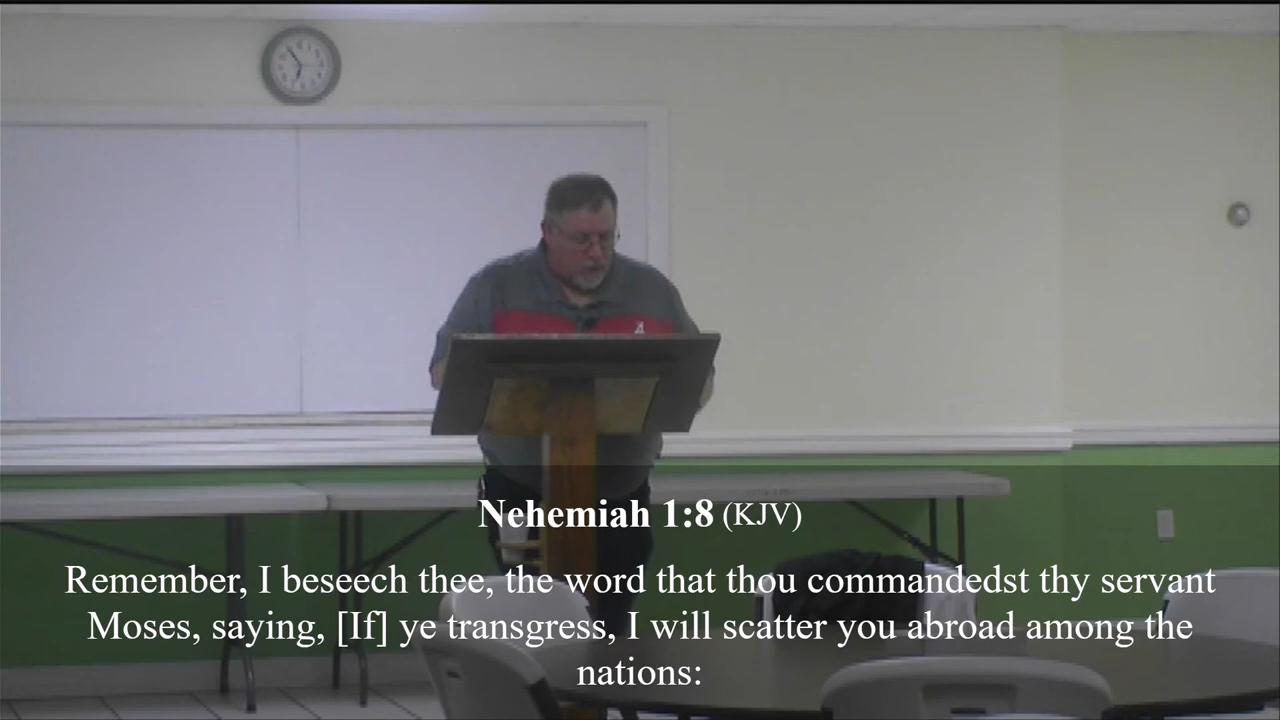 Nehemiah 1:8 (KJV)
Remember, I beseech thee, the word that thou commandedst thy servant
Moses, saying, [If] ye transgress, I will scatter you abroad among the
nations: